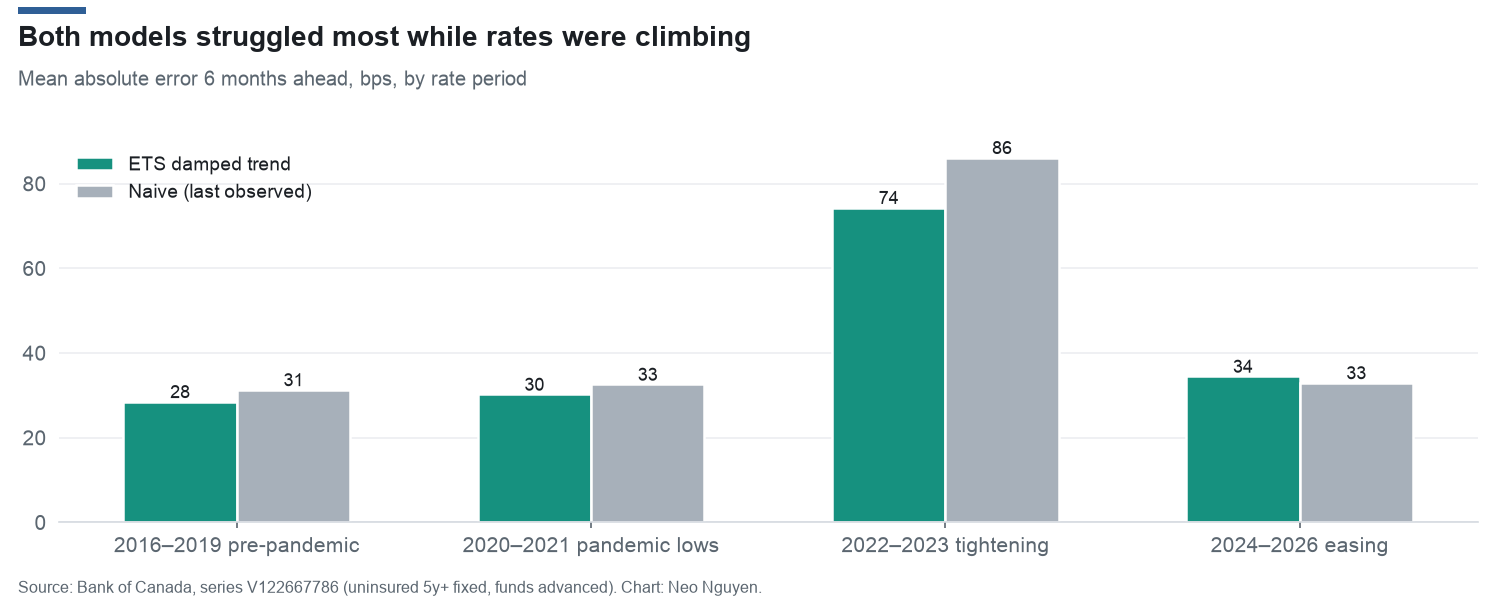 Both models struggled most while rates were climbing
Mean absolute error 6 months ahead, bps, by rate period
ETS damped trend
Naive (last observed)
80
60
40
20
0
28
31
30
33
74
86
34
33
2016–2019 pre-pandemic
2020–2021 pandemic lows
2022–2023 tightening
2024–2026 easing
Source: Bank of Canada, series V122667786 (uninsured 5y+ fixed, funds advanced). Chart: Neo Nguyen.